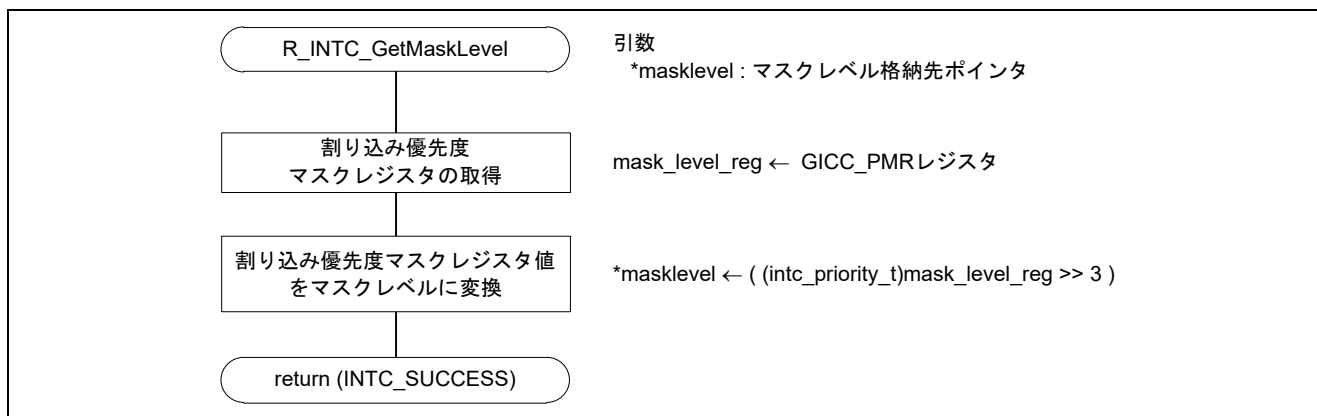 R_INTC_GetMaskLevel
引数
*masklevel : マスクレベル格納先ポインタ
割り込み優先度
マスクレジスタの取得
mask_level_reg ← GICC_PMRレジスタ
割り込み優先度マスクレジスタ値
をマスクレベルに変換
*masklevel ← ( (intc_priority_t)mask_level_reg >> 3 )
return (INTC_SUCCESS)